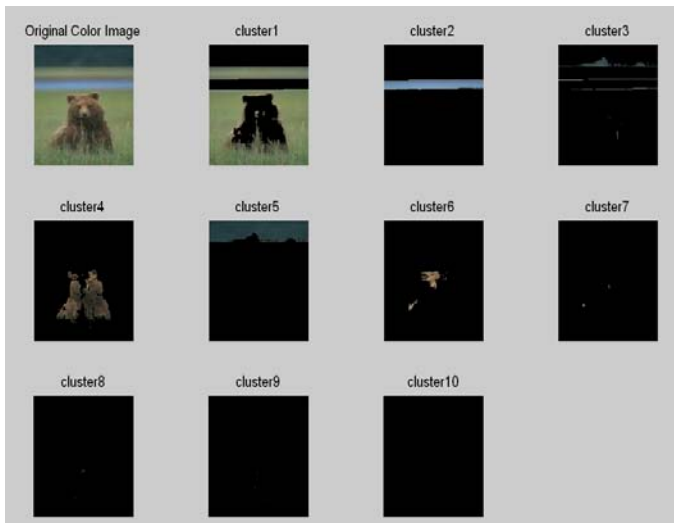 Original Color Image
cluster1
cluster2
cluster3
cluster4
cluster5
cluster6
cluster7
cluster8
cluster9
cluster10